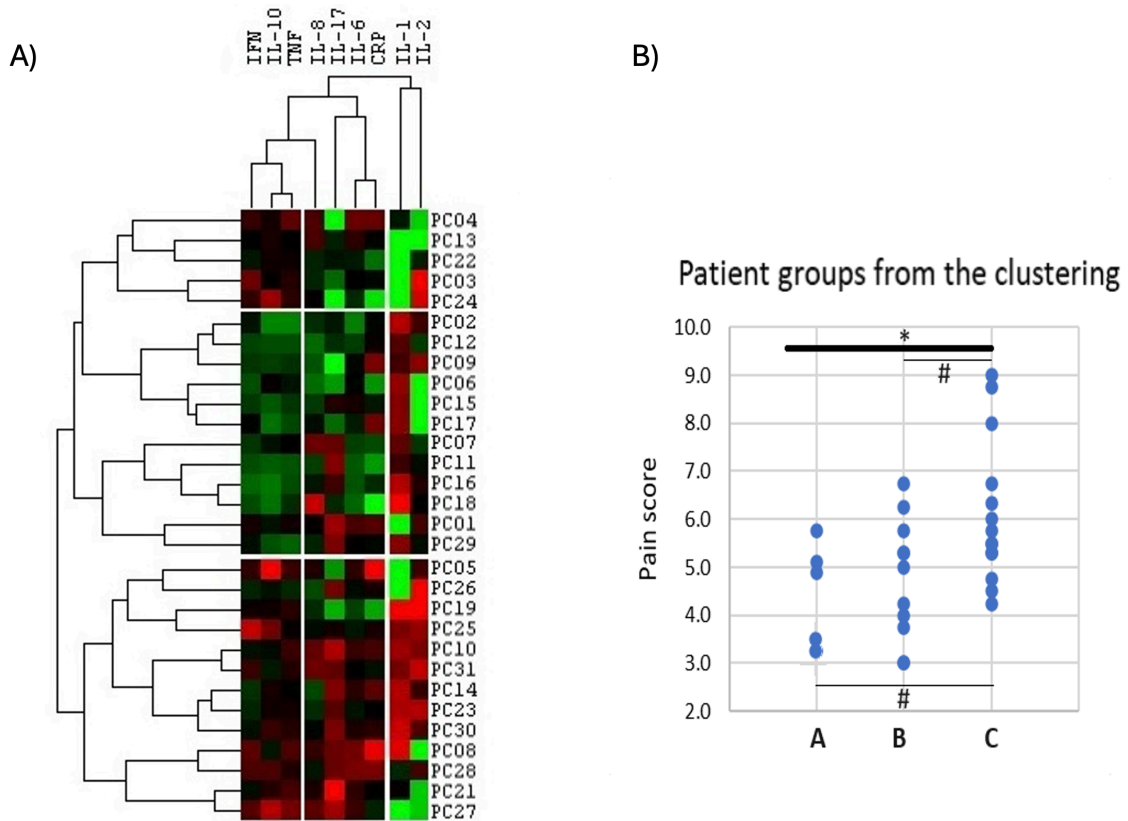 A)
IFN
IL-10
TNF
IL-8
IL-17
IL-6
CRP
IL-1
IL-2
PC04
PC13
PC22
PC03
PC24
PC02
PC12
PC09
PC06
PC15
PC17
PC07
PC11
PC16
PC18
PC01
PC29
PC05
PC26
PC19
PC25
PC10
PC31
PC14
PC23
PC30
PC08
PC28
PC21
PC27
B)
Patient groups from the clustering
Pain score
10.0
9.0
8.0
7.0
6.0
5.0
4.0
3.0
2.0
*
#
#
A B C